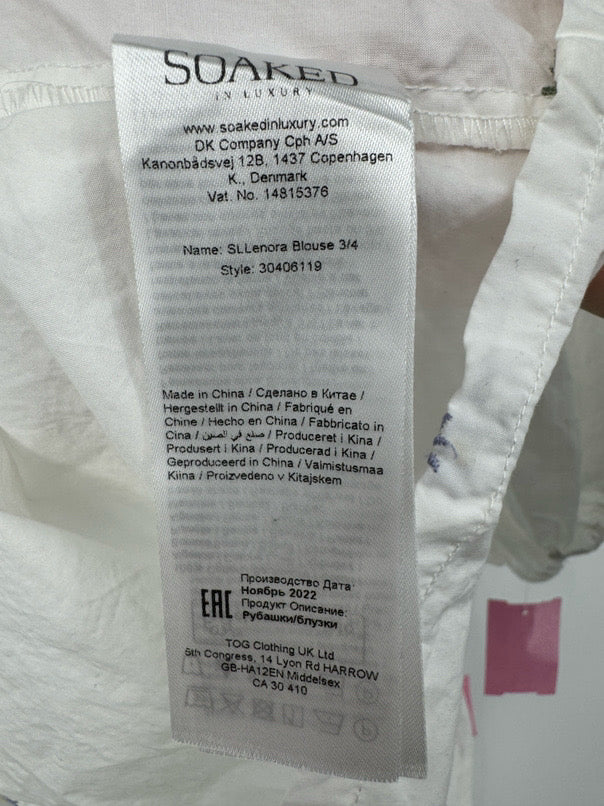 SOAKED
IN LUXURY
www.soakedinluxury.com
DK Company Cph A/S
Kanonbådsvej 12B, 1437 Copenhagen
K., Denmark
Vat. No. 14815376
Name: SLLenora Blouse 3/4
Style: 30406119
Made in China / Сделано в Китае /
Hergestellt in China / Fabriqué en
Chine / Hecho en China / Fabbricato in
Cina / صنع في الصين / Produceret i Kina /
Produsert i Kina / Producerad i Kina /
Geproduceerd in China / Valmistusmaa
Kiina / Proizvedeno v Kitajskem
Производство Дата:
Ноябрь 2022
EAC Продукт Описание:
Рубашки/блузки
TOG Clothing UK Ltd
6th Congress, 14 Lyon Rd HARROW
GB-HA12EN Middelsex
CA 30 410